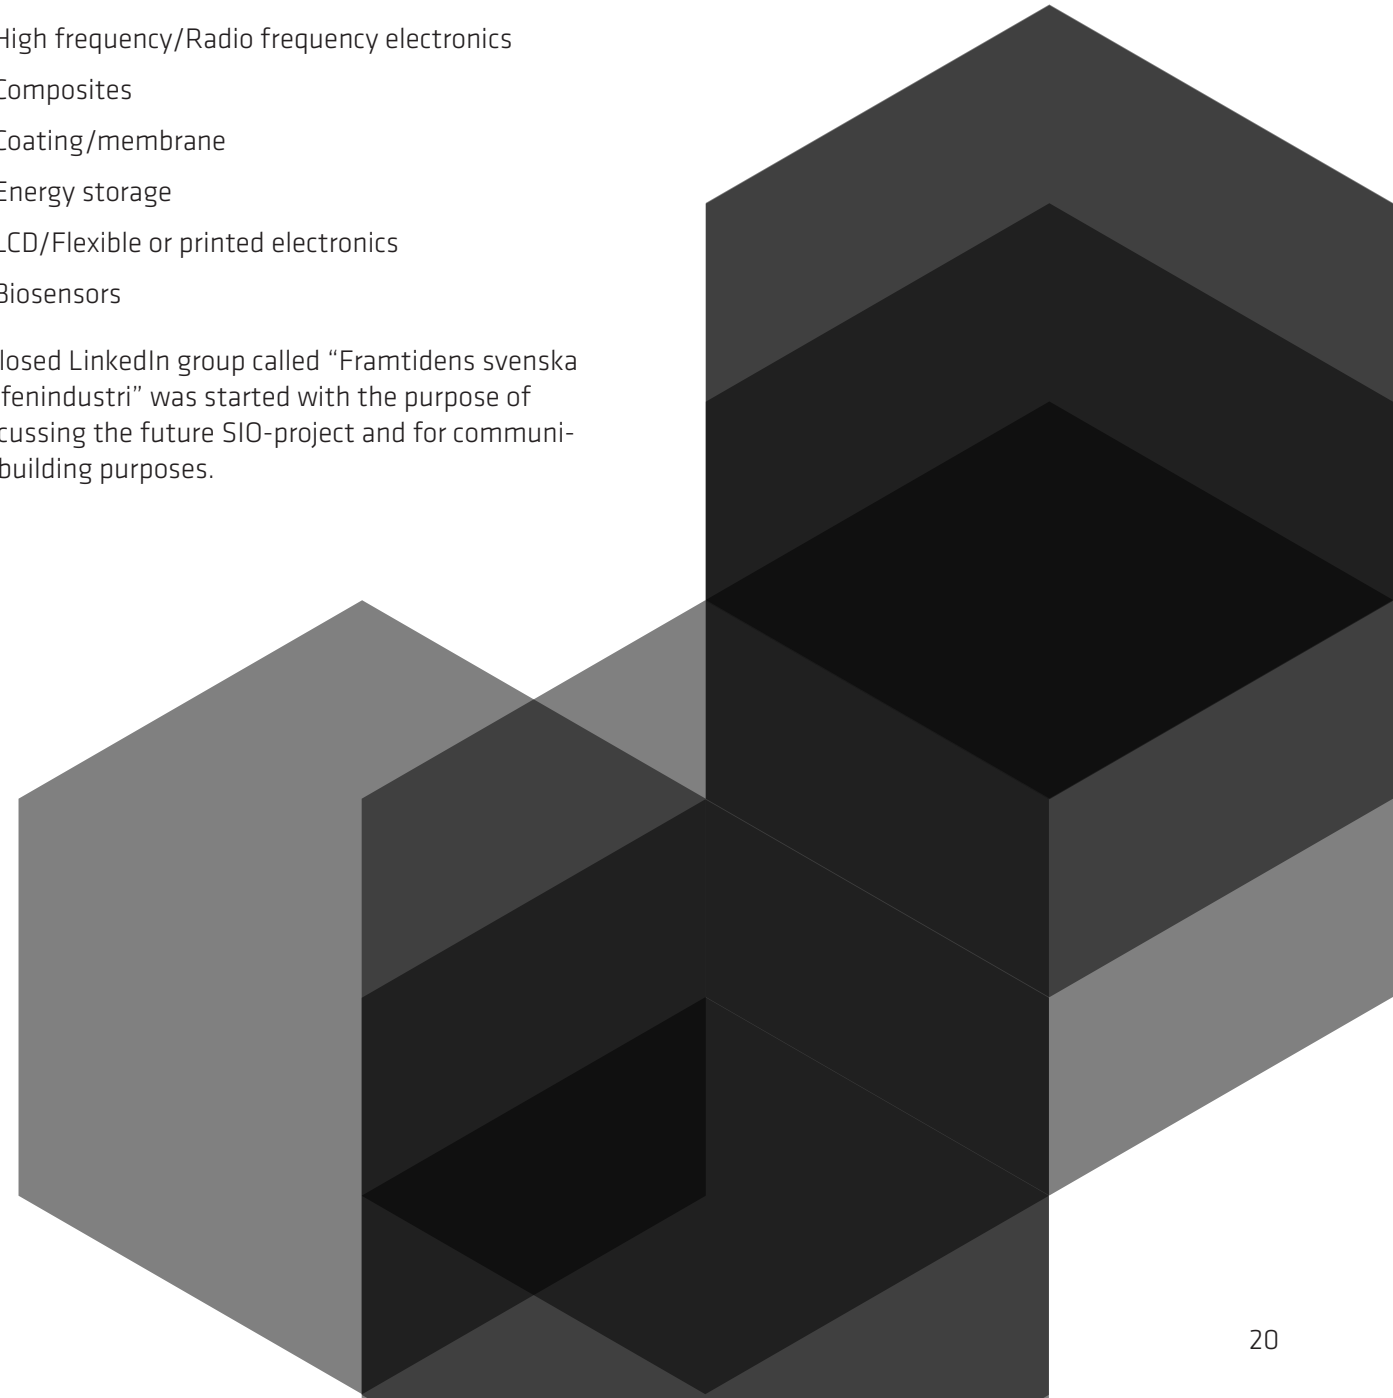 High frequency/Radio frequency electronics
Composites
Coating/membrane
Energy storage
LCD/Flexible or printed electronics
Biosensors
losed LinkedIn group called “Framtidens svenska
fenindustri” was started with the purpose of
cussing the future SIO-project and for communi-
building purposes.
20